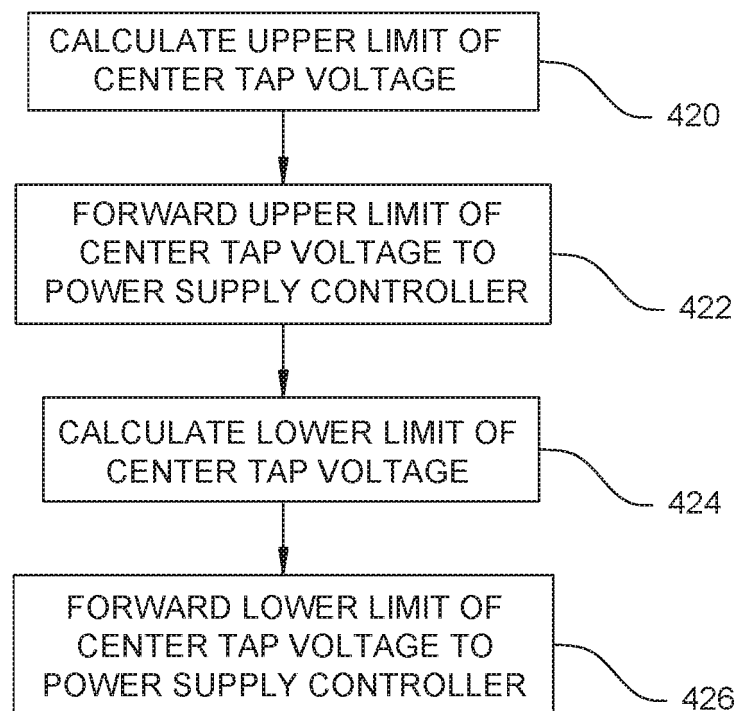 CALCULATE UPPER LIMIT OF
CENTER TAP VOLTAGE
420
FORWARD UPPER LIMIT OF
CENTER TAP VOLTAGE TO
POWER SUPPLY CONTROLLER
422
CALCULATE LOWER LIMIT OF
CENTER TAP VOLTAGE
424
FORWARD LOWER LIMIT OF
CENTER TAP VOLTAGE TO
POWER SUPPLY CONTROLLER
426